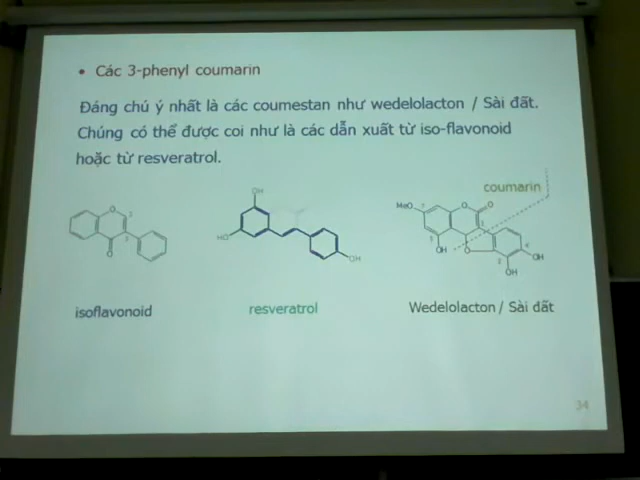 • Các 3-phenyl coumarin
Đáng chú ý nhất là các coumestan như wedelolacton / Sài đất.
Chúng có thể được coi như là các dẫn xuất từ iso-flavonoid
hoặc từ resveratrol.
coumarin
OH
HO
OH
O
O
MeO
O
O
OH
O
OH
OH
isoflavonoid
resveratrol
Wedelolacton / Sài đất
34